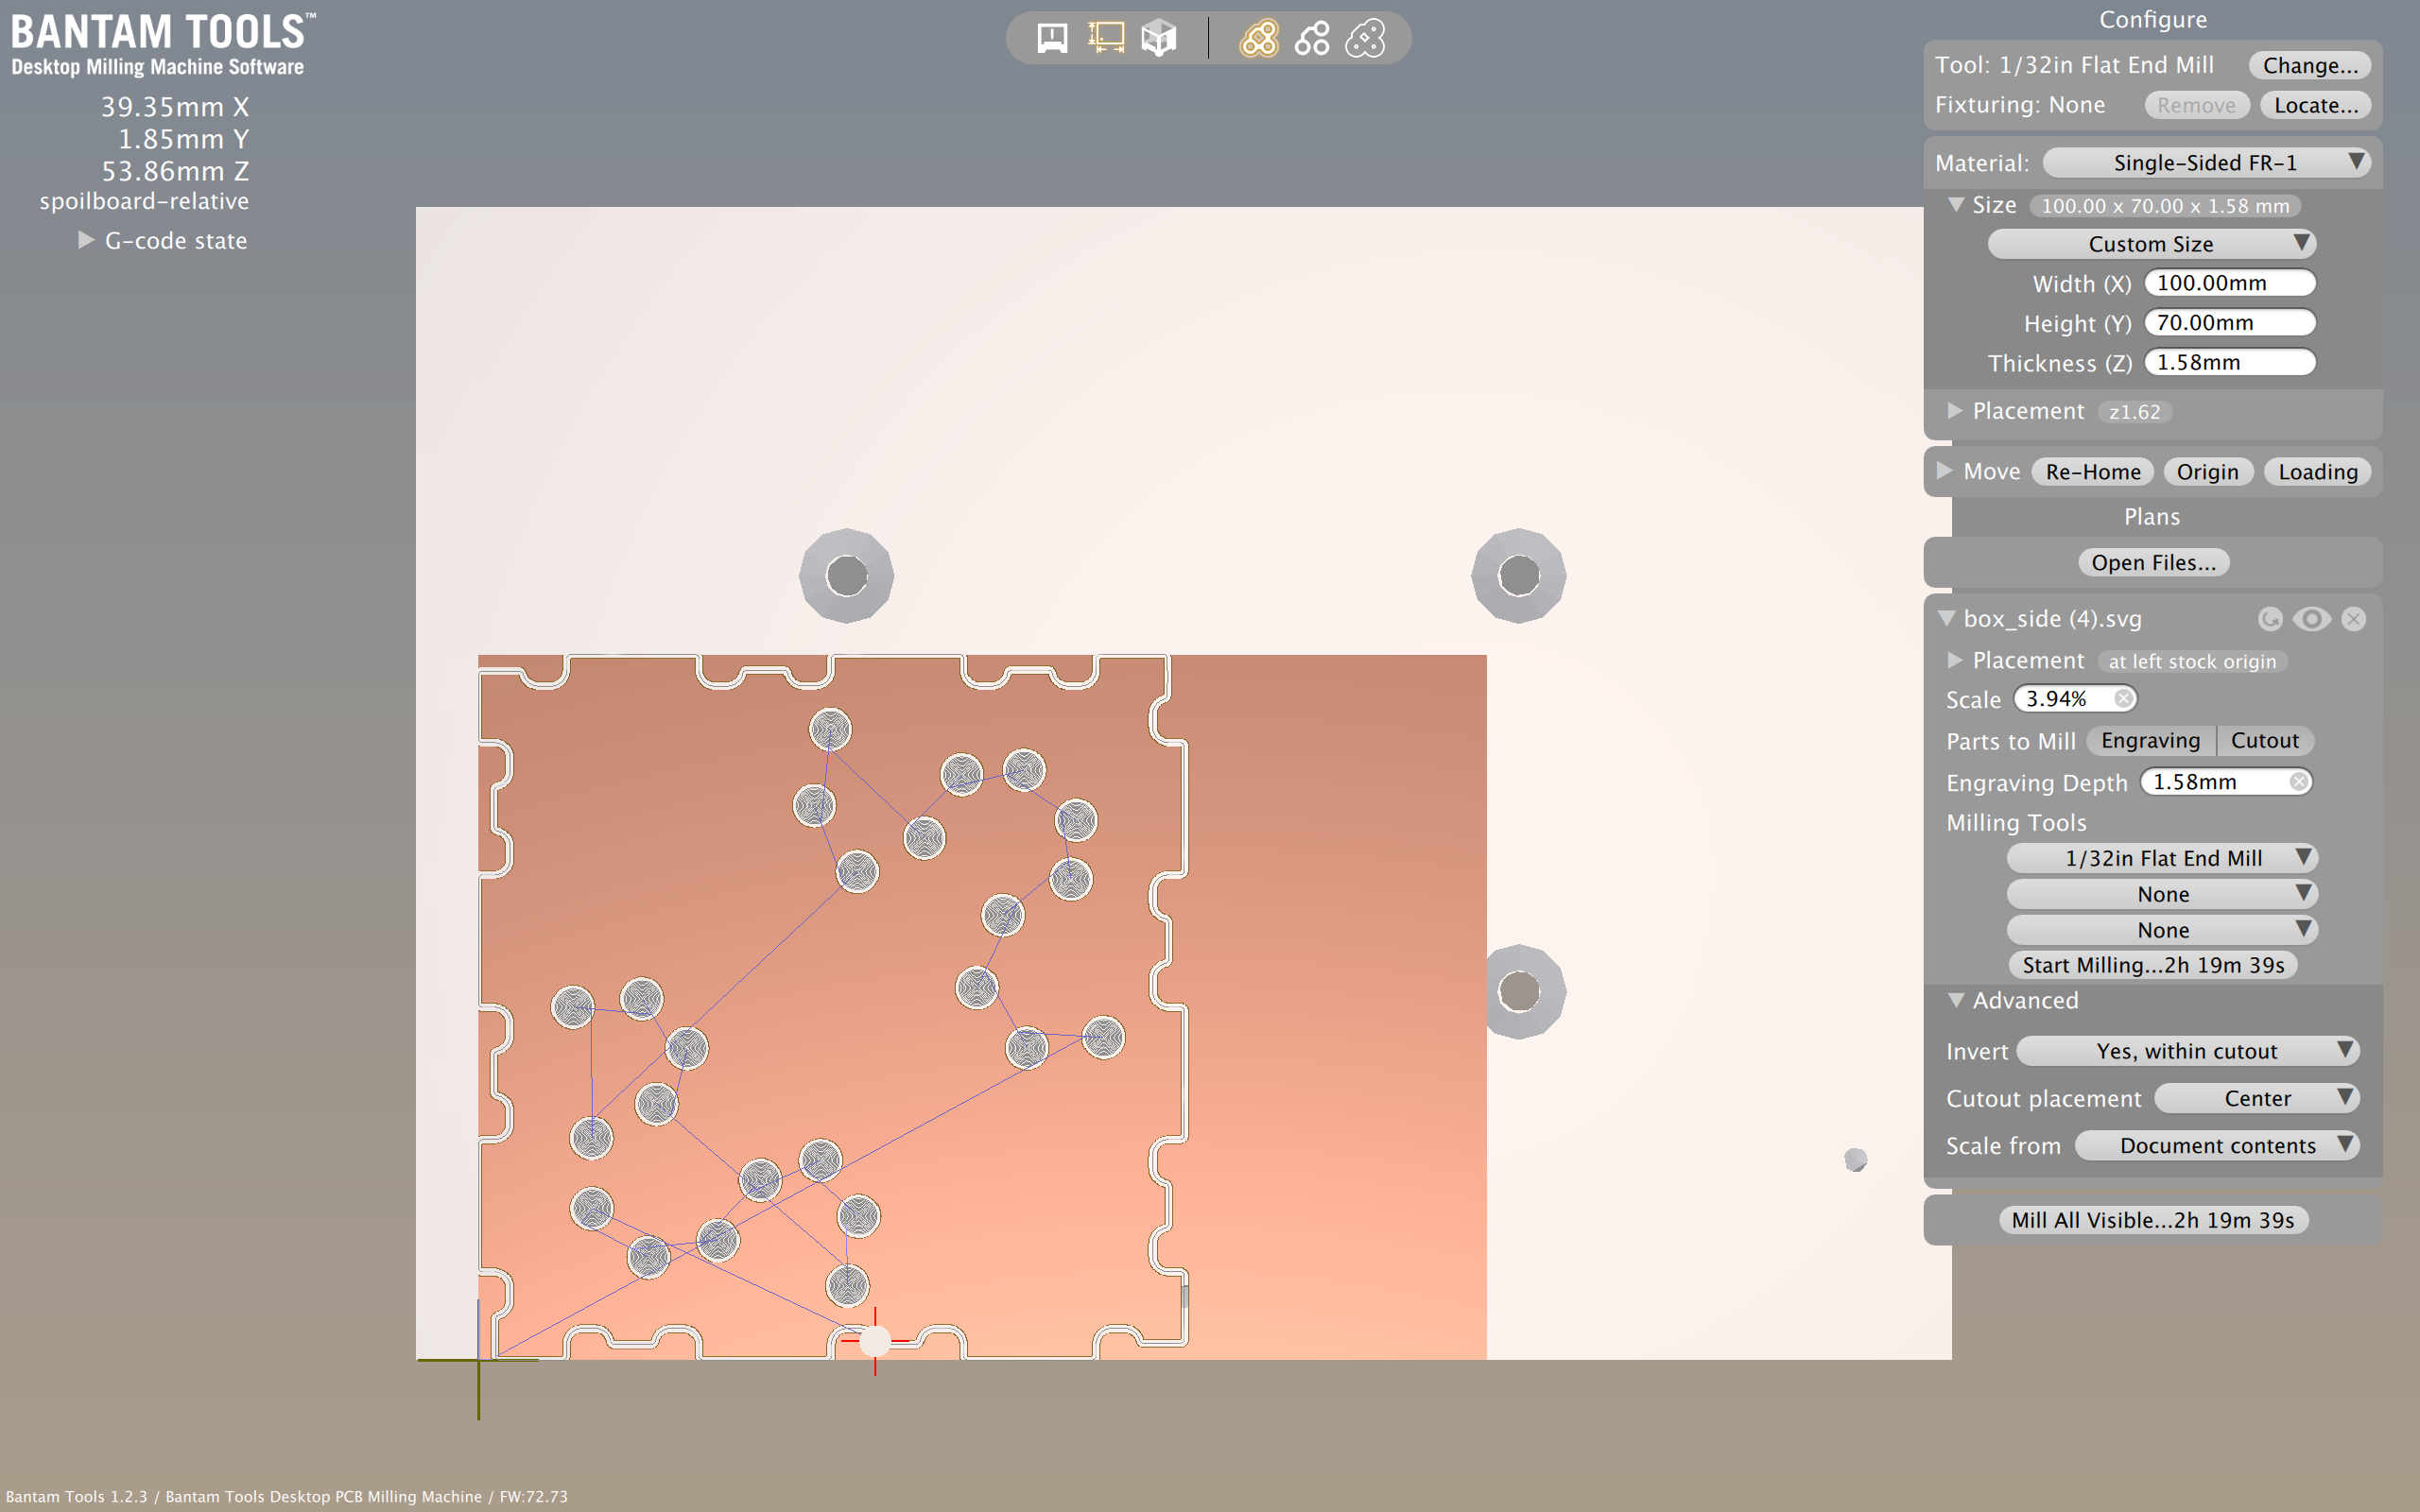 BANTAM TOOLS™
Desktop Milling Machine Software
39.35mm X
1.85mm Y
53.86mm Z
spoilboard-relative
G-code state
Configure
Tool: 1/32in Flat End Mill Change...
Fixturing: None Remove Locate...
Material: Single-Sided FR-1
Size 100.00 x 70.00 x 1.58 mm
Custom Size
Width (X) 100.00mm
Height (Y) 70.00mm
Thickness (Z) 1.58mm
Placement z1.62
Move Re-Home Origin Loading
Plans
Open Files...
box_side (4).svg
Placement at left stock origin
Scale 3.94%
Parts to Mill Engraving Cutout
Engraving Depth 1.58mm
Milling Tools
1/32in Flat End Mill
None
None
Start Milling...2h 19m 39s
Advanced
Invert Yes, within cutout
Cutout placement Center
Scale from Document contents
Mill All Visible...2h 19m 39s
Bantam Tools 1.2.3 / Bantam Tools Desktop PCB Milling Machine / FW:72.73